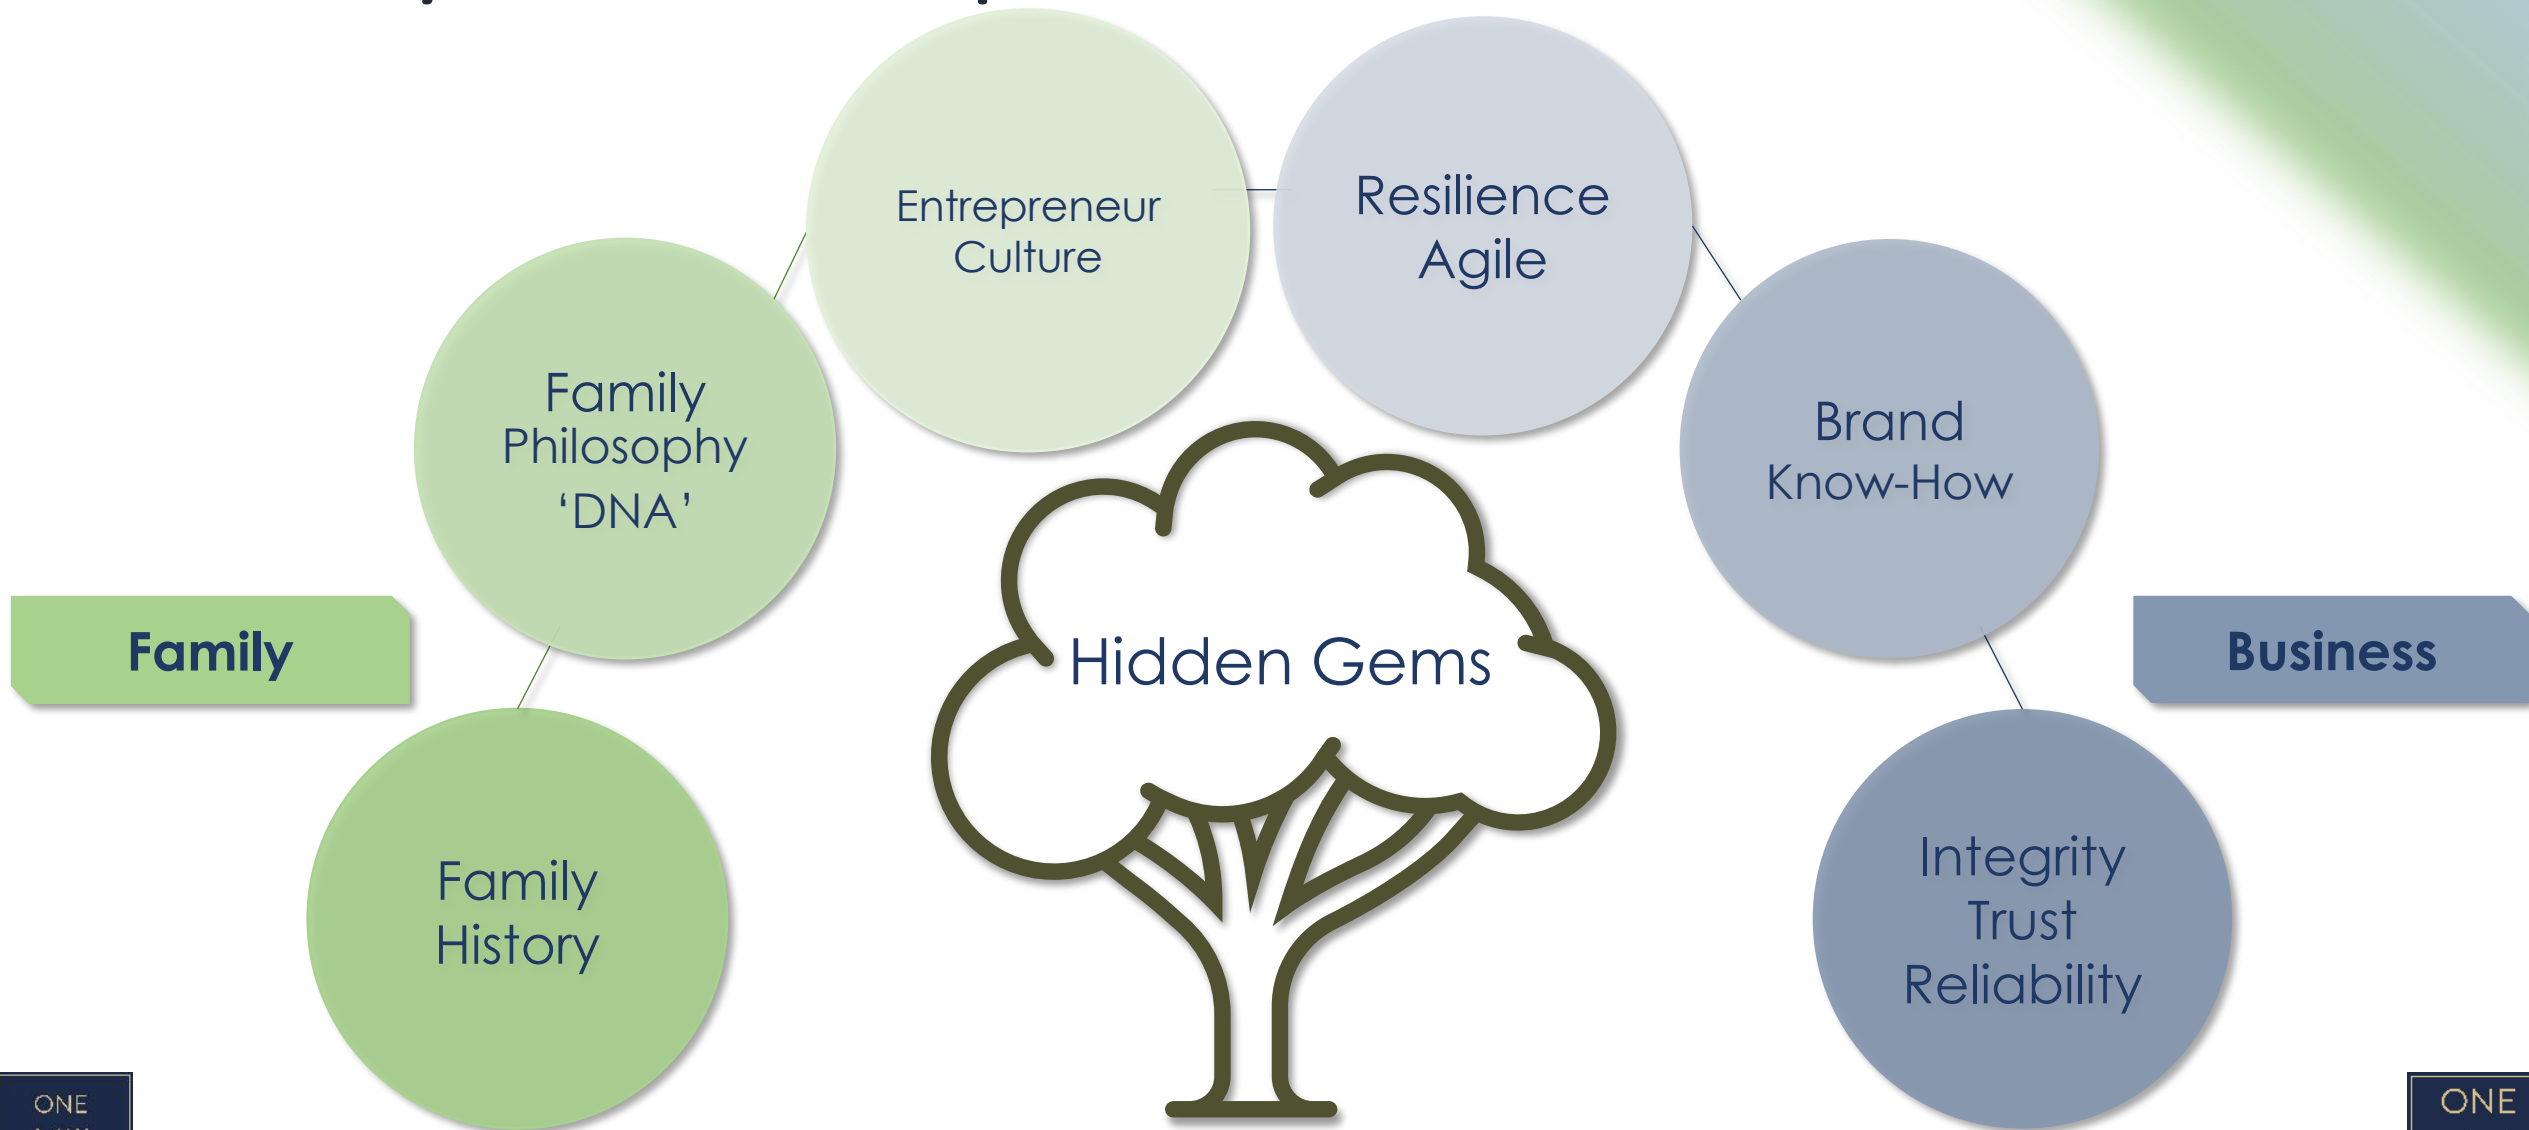 Entrepreneur
Culture
Resilience
Agile
Family
Philosophy
‘DNA’
Brand
Know-How
Family
Hidden Gems
Business
Family
History
Integrity
Trust
Reliability
ONE
ONE